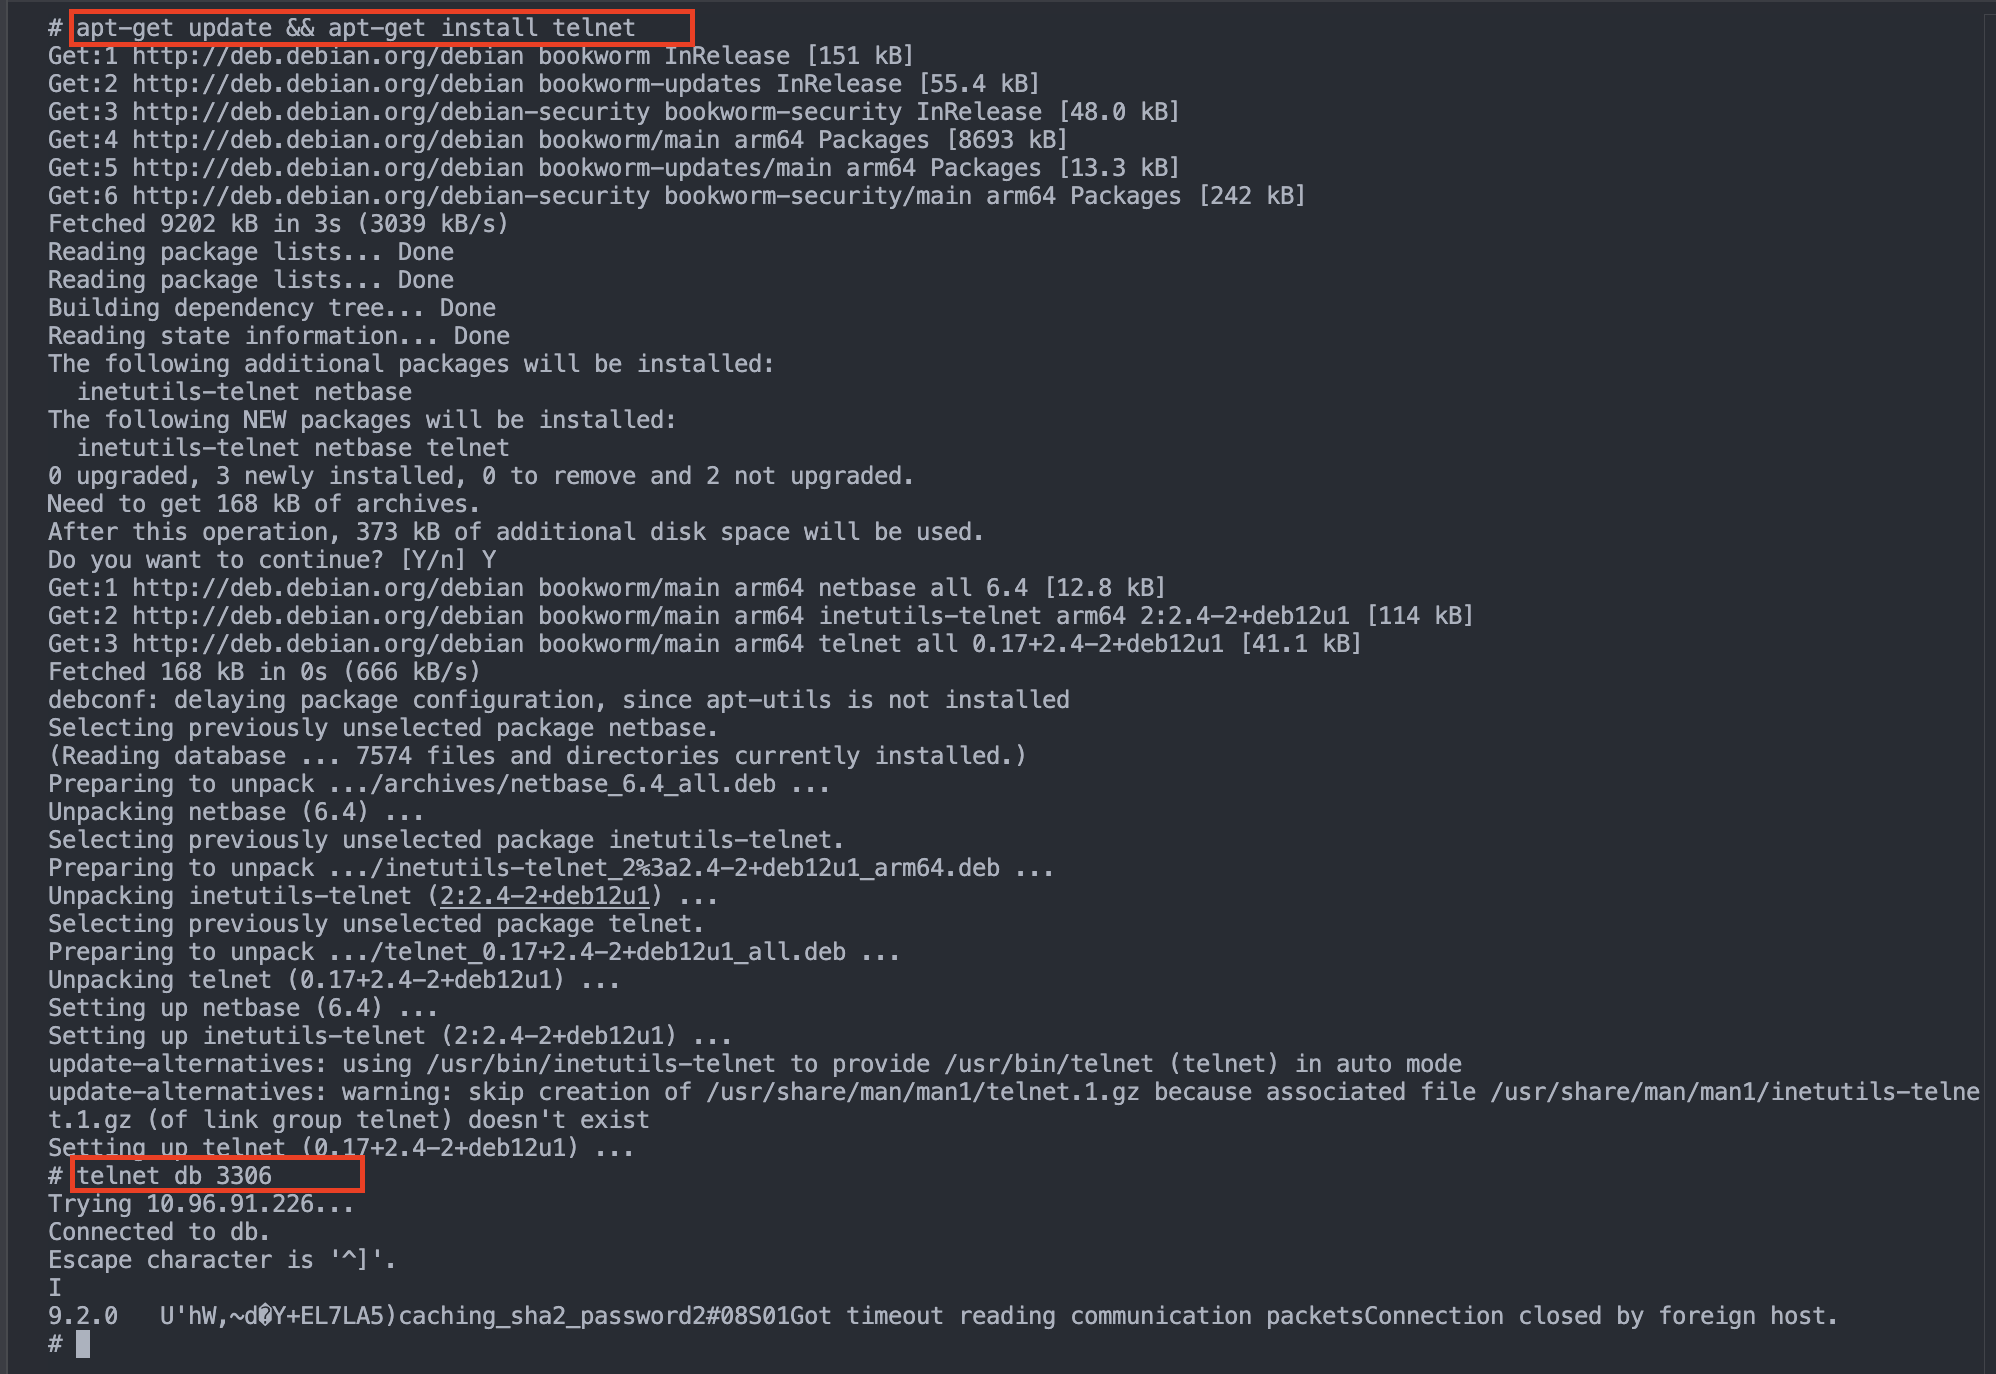 # apt-get update && apt-get install telnet
Get:1 http://deb.debian.org/debian bookworm InRelease [151 kB]
Get:2 http://deb.debian.org/debian bookworm-updates InRelease [55.4 kB]
Get:3 http://deb.debian.org/debian-security bookworm-security InRelease [48.0 kB]
Get:4 http://deb.debian.org/debian bookworm/main arm64 Packages [8693 kB]
Get:5 http://deb.debian.org/debian bookworm-updates/main arm64 Packages [13.3 kB]
Get:6 http://deb.debian.org/debian-security bookworm-security/main arm64 Packages [242 kB]
Fetched 9202 kB in 3s (3039 kB/s)
Reading package lists... Done
Reading package lists... Done
Building dependency tree... Done
Reading state information... Done
The following additional packages will be installed:
  inetutils-telnet netbase
The following NEW packages will be installed:
  inetutils-telnet netbase telnet
0 upgraded, 3 newly installed, 0 to remove and 2 not upgraded.
Need to get 168 kB of archives.
After this operation, 373 kB of additional disk space will be used.
Do you want to continue? [Y/n] Y
Get:1 http://deb.debian.org/debian bookworm/main arm64 netbase all 6.4 [12.8 kB]
Get:2 http://deb.debian.org/debian bookworm/main arm64 inetutils-telnet arm64 2:2.4-2+deb12u1 [114 kB]
Get:3 http://deb.debian.org/debian bookworm/main arm64 telnet all 0.17+2.4-2+deb12u1 [41.1 kB]
Fetched 168 kB in 0s (666 kB/s)
debconf: delaying package configuration, since apt-utils is not installed
Selecting previously unselected package netbase.
(Reading database ... 7574 files and directories currently installed.)
Preparing to unpack .../archives/netbase_6.4_all.deb ...
Unpacking netbase (6.4) ...
Selecting previously unselected package inetutils-telnet.
Preparing to unpack .../inetutils-telnet_2%3a2.4-2+deb12u1_arm64.deb ...
Unpacking inetutils-telnet (2:2.4-2+deb12u1) ...
Selecting previously unselected package telnet.
Preparing to unpack .../telnet_0.17+2.4-2+deb12u1_all.deb ...
Unpacking telnet (0.17+2.4-2+deb12u1) ...
Setting up netbase (6.4) ...
Setting up inetutils-telnet (2:2.4-2+deb12u1) ...
update-alternatives: using /usr/bin/inetutils-telnet to provide /usr/bin/telnet (telnet) in auto mode
update-alternatives: warning: skip creation of /usr/share/man/man1/telnet.1.gz because associated file /usr/share/man/man1/inetutils-telne
t.1.gz (of link group telnet) doesn't exist
Setting up telnet (0.17+2.4-2+deb12u1) ...
# telnet db 3306
Trying 10.96.91.226...
Connected to db.
Escape character is '^]'.
I
9.2.0   U'hW,~d�Y+EL7LA5)caching_sha2_password2#08S01Got timeout reading communication packetsConnection closed by foreign host.
#